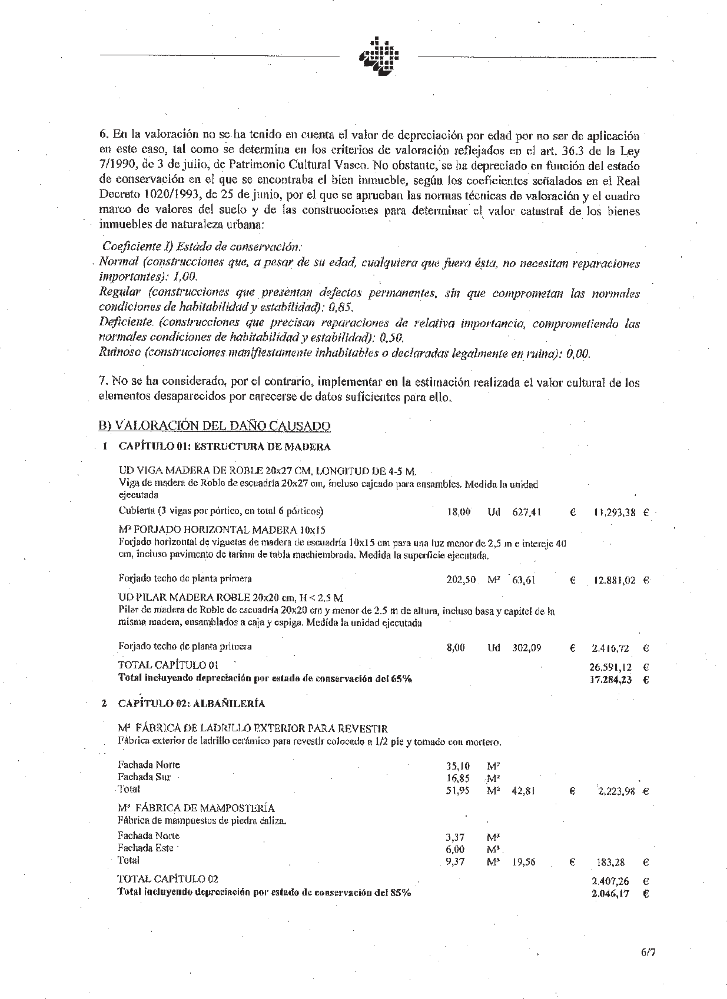 6. En la valoración no se ha tenido en cuenta el valor de depreciación por edad por no ser de aplicación
en este caso, tal como se determina en los criterios de valoración reflejados en el art. 36.3 de la Ley
7/1990, de 3 de julio, de Patrimonio Cultural Vasco. No obstante, se ha depreciado en función del estado
de conservación en el que se encontraba el bien inmueble, según los coeficientes señalados en el Real
Decreto 1020/1993, de 25 de junio, por el que se aprueban las normas técnicas de valoración y el cuadro
marco de valores del suelo y de las construcciones para determinar el valor catastral de los bienes
inmuebles de naturaleza urbana:
Coeficiente I) Estado de conservación:
Normal (construcciones que, a pesar de su edad, cualquiera que fuera ésta, no necesitan reparaciones
importantes): 1,00.
Regular (construcciones que presentan defectos permanentes, sin que comprometan las normales
condiciones de habitabilidad y estabilidad): 0,85.
Deficiente. (construcciones que precisan reparaciones de relativa importancia, comprometiendo las
normales condiciones de habitabilidad y estabilidad): 0,50.
Ruinoso (construcciones manifiestamente inhabitables o declaradas legalmente en ruina): 0,00.
7. No se ha considerado, por el contrario, implementar en la estimación realizada el valor cultural de los
elementos desaparecidos por carecerse de datos suficientes para ello.
B) VALORACIÓN DEL DAÑO CAUSADO
1 CAPÍTULO 01: ESTRUCTURA DE MADERA
UD VIGA MADERA DE ROBLE 20x27 CM, LONGITUD DE 4-5 M.
Viga de madera de Roble de escuadría 20x27 cm, incluso cajeado para ensambles. Medida la unidad
ejecutada
Cubierta (3 vigas por pórtico, en total 6 pórticos) 18,00 Ud 627,41 € 11.293,38 €
M² FORJADO HORIZONTAL MADERA 10x15
Forjado horizontal de viguetas de madera de escuadría 10x15 cm para una luz menor de 2,5 m e intereje 40
cm, incluso pavimento de tarima de tabla machiembrada. Medida la superficie ejecutada.
Forjado techo de planta primera 202,50 M² 63,61 € 12.881,02 €
UD PILAR MADERA ROBLE 20x20 cm, H < 2.5 M
Pilar de madera de Roble de escuadría 20x20 cm y menor de 2.5 m de altura, incluso basa y capitel de la
misma madera, ensamblados a caja y espiga. Medida la unidad ejecutada
Forjado techo de planta primera 8,00 Ud 302,09 € 2.416,72 €
TOTAL CAPÍTULO 01 26.591,12 €
Total incluyendo depreciación por estado de conservación del 65% 17.284,23 €
2 CAPÍTULO 02: ALBAÑILERÍA
M² FÁBRICA DE LADRILLO EXTERIOR PARA REVESTIR
Fábrica exterior de ladrillo cerámico para revestir colocado a 1/2 pie y tomado con mortero.
Fachada Norte 35,10 M²
Fachada Sur 16,85 M²
Total 51,95 M² 42,81 € 2.223,98 €
M³ FÁBRICA DE MAMPOSTERÍA
Fábrica de mampuestos de piedra caliza.
Fachada Norte 3,37 M³
Fachada Este 6,00 M³
Total 9,37 M³ 19,56 € 183,28 €
TOTAL CAPÍTULO 02 2.407,26 €
Total incluyendo depreciación por estado de conservación del 85% 2.046,17 €
6/7